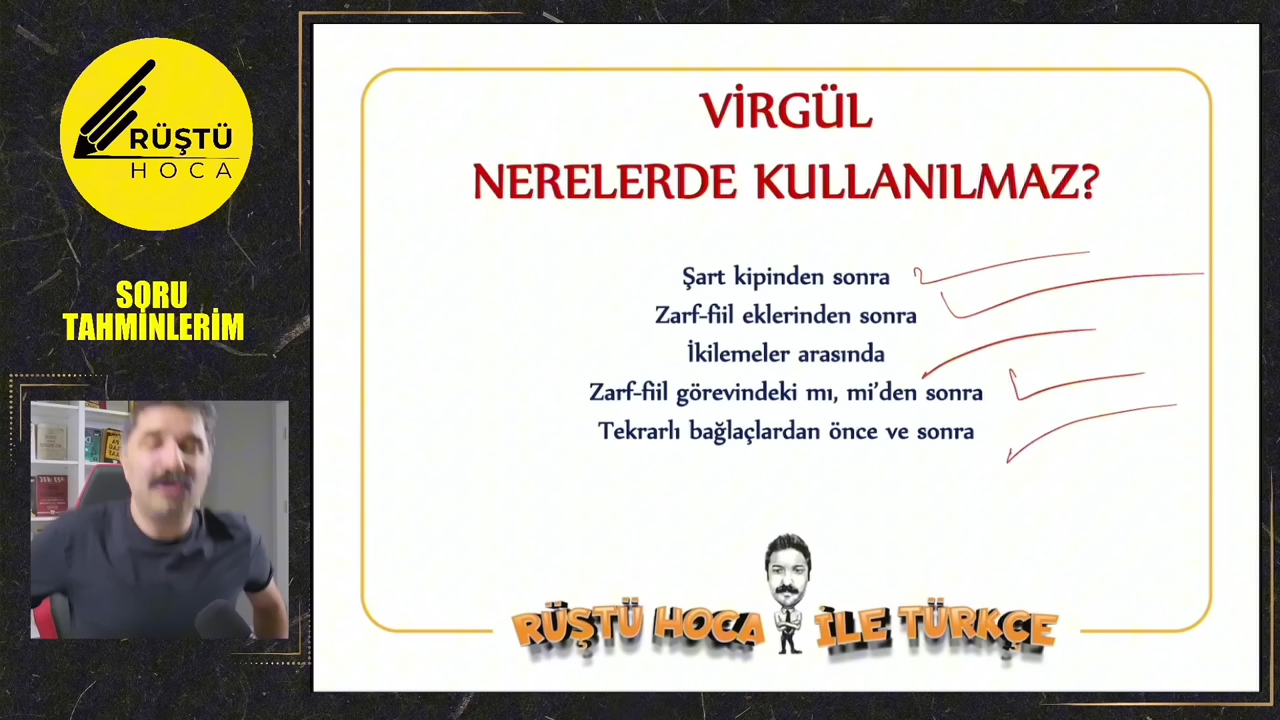 RÜŞTÜ
HOCA
SORU
TAHMİNLERİM
VİRGÜL
NERELERDE KULLANILMAZ?
Şart kipinden sonra
Zarf-fiil eklerinden sonra
İkilemeler arasında
Zarf-fiil görevindeki mı, mi’den sonra
Tekrarlı bağlaçlardan önce ve sonra
RÜŞTÜ HOCA İLE TÜRKÇE